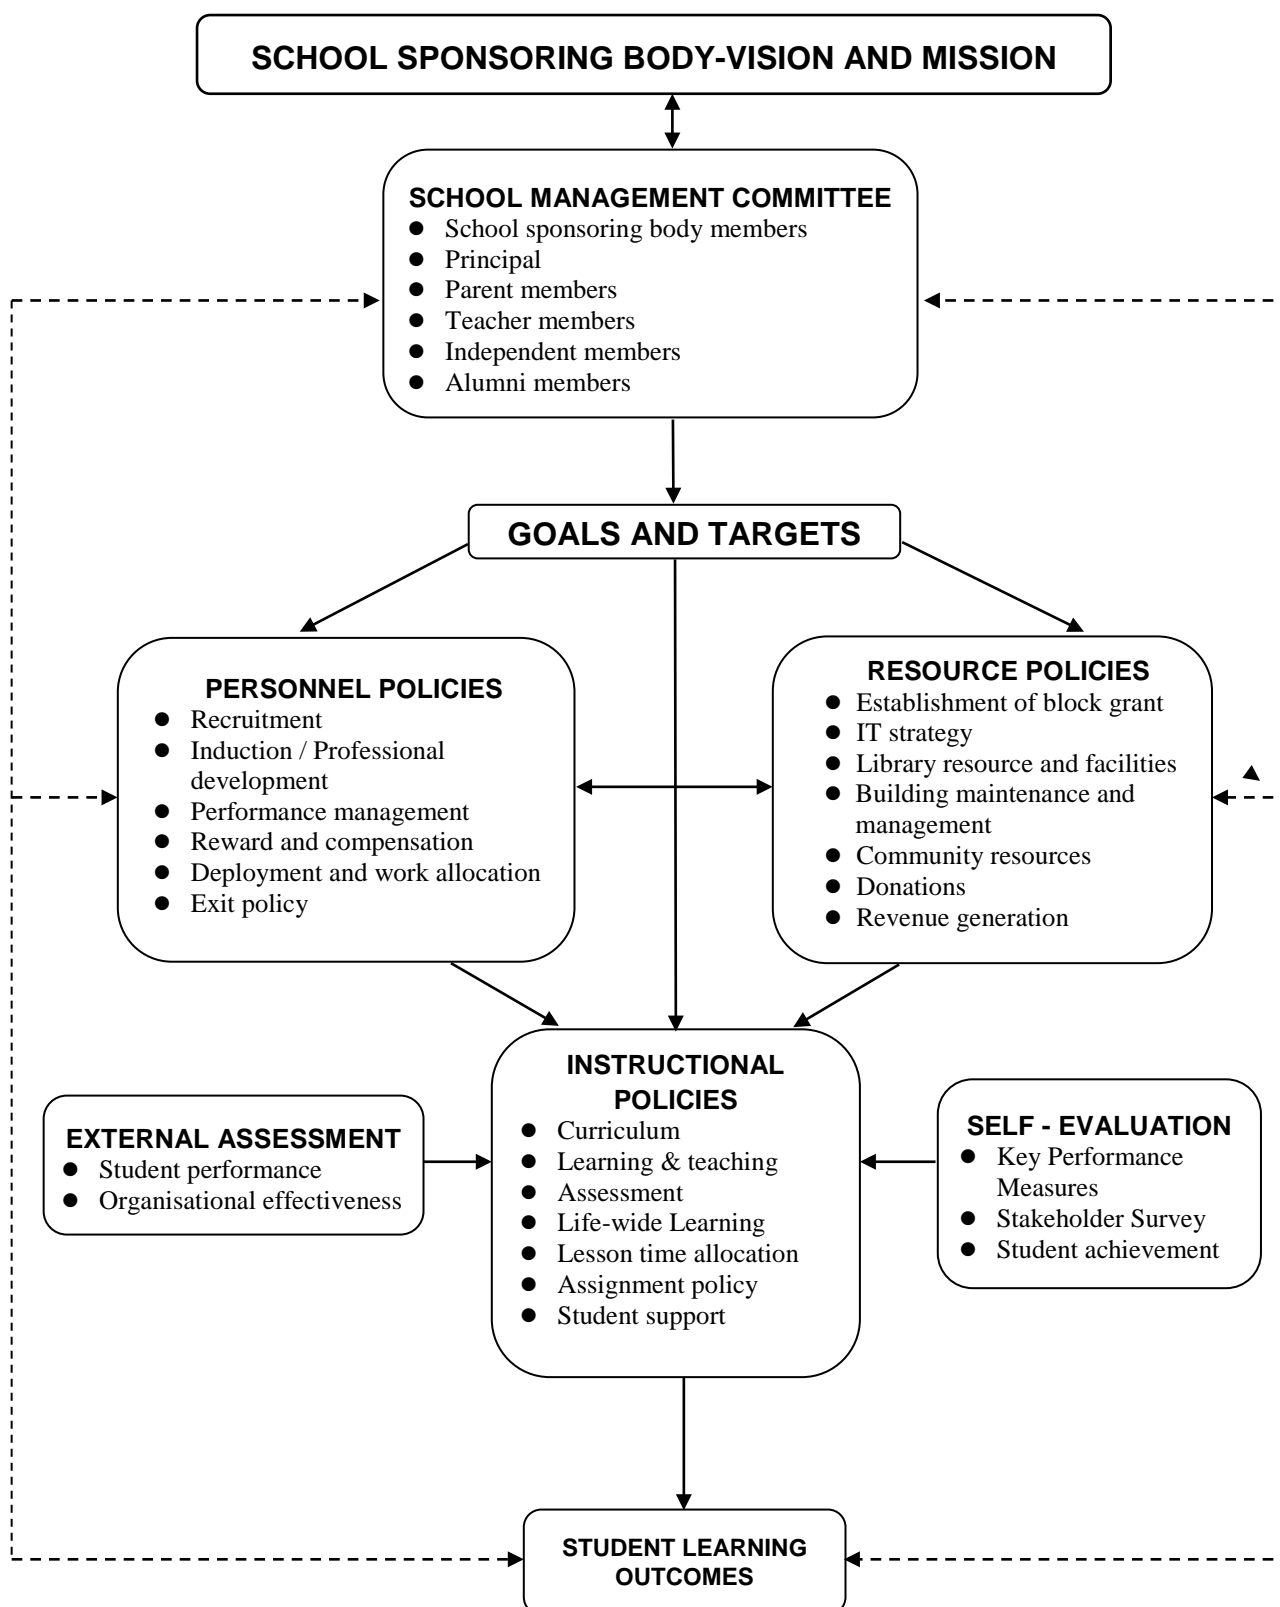 SCHOOL SPONSORING BODY-VISION AND MISSION
SCHOOL MANAGEMENT COMMITTEE
● School sponsoring body members
● Principal
● Parent members
● Teacher members
● Independent members
● Alumni members
GOALS AND TARGETS
PERSONNEL POLICIES
● Recruitment
● Induction / Professional
development
● Performance management
● Reward and compensation
● Deployment and work allocation
● Exit policy
RESOURCE POLICIES
● Establishment of block grant
● IT strategy
● Library resource and facilities
● Building maintenance and
management
● Community resources
● Donations
● Revenue generation
EXTERNAL ASSESSMENT
● Student performance
● Organisational effectiveness
INSTRUCTIONAL
POLICIES
● Curriculum
● Learning & teaching
● Assessment
● Life-wide Learning
● Lesson time allocation
● Assignment policy
● Student support
SELF - EVALUATION
● Key Performance
Measures
● Stakeholder Survey
● Student achievement
STUDENT LEARNING
OUTCOMES